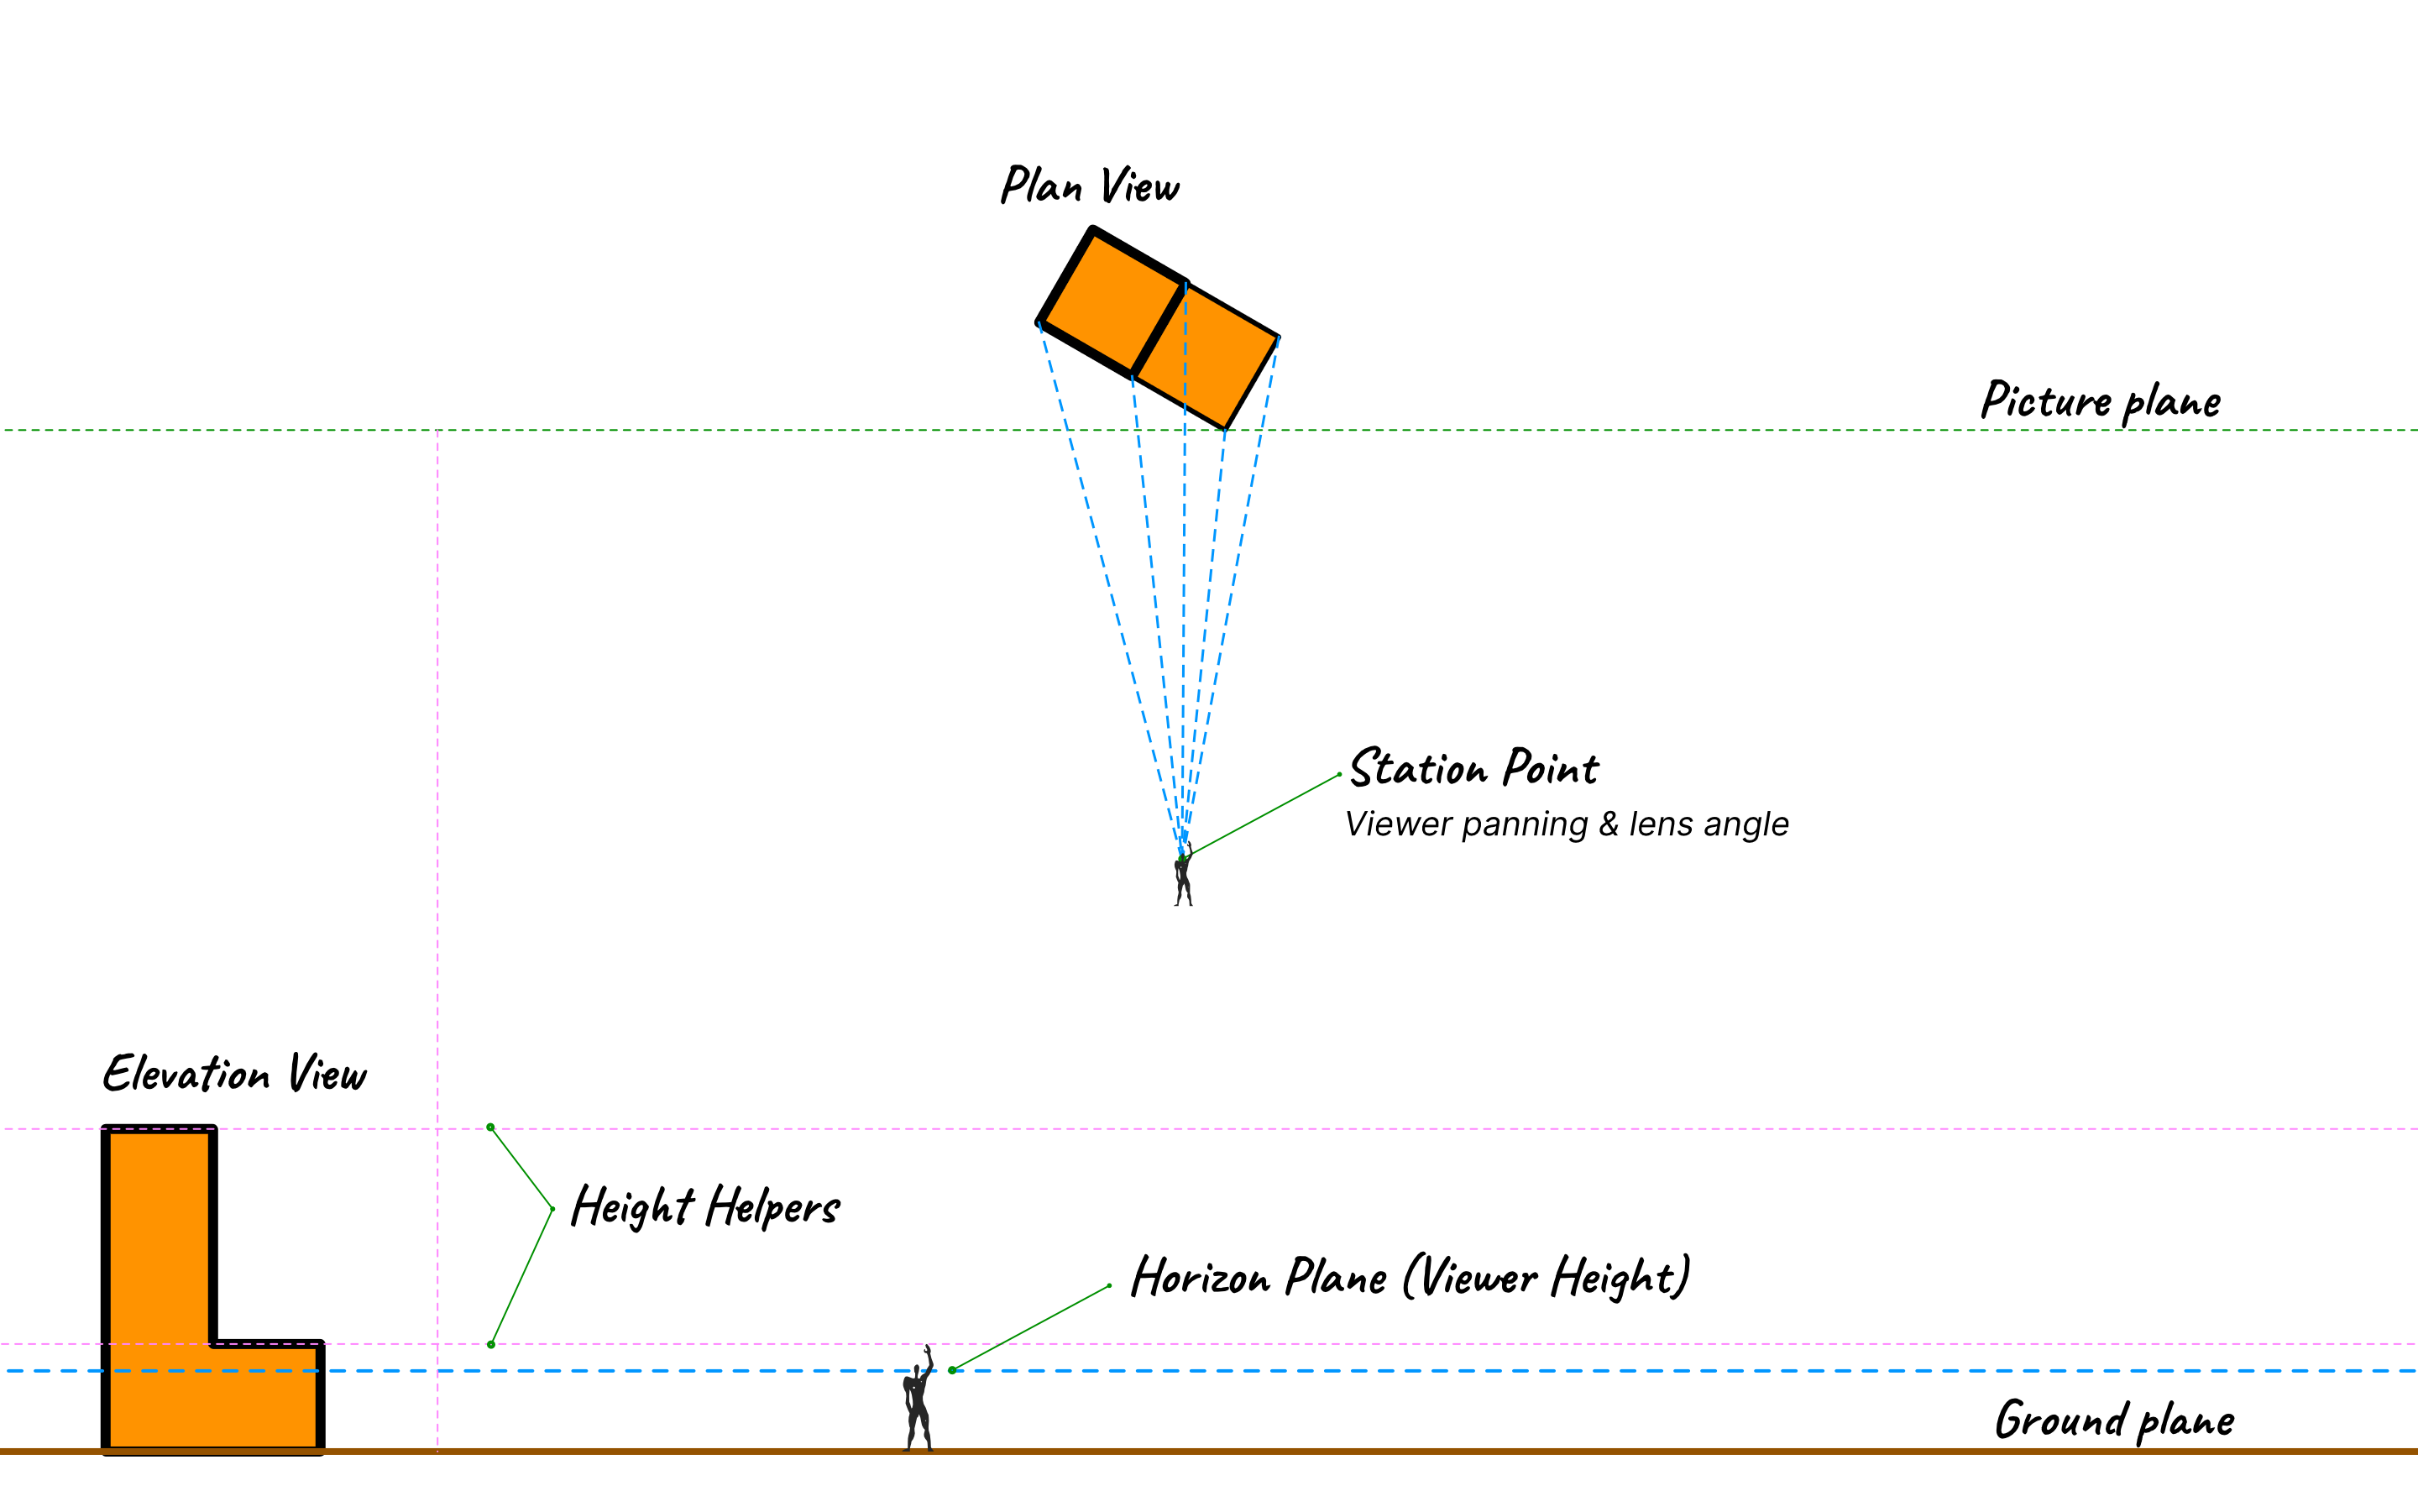 Plan View
Picture plane
Station Point
Viewer panning & lens angle
Elevation View
Height Helpers
Horizon Plane (Viewer Height)
Ground plane